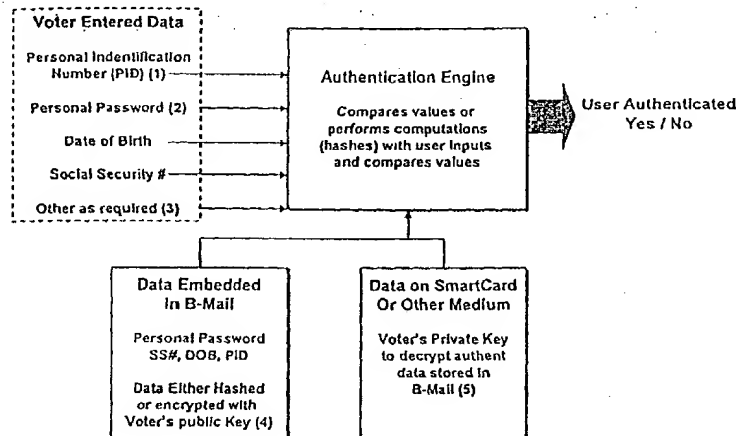 Voter Entered Data
Personal Indentification
Number (PID) (1)
Personal Password (2)
Date of Birth
Social Security #
Other as required (3)
Authentication Engine
Compares values or
performs computations
(hashes) with user inputs
and compares values
User Authenticated
Yes / No
Data Embedded
In B-Mail
Personal Password
SS#, DOB, PID
Data Either Hashed
or encrypted with
Voter's public Key (4)
Data on SmartCard
Or Other Medium
Voter's Private Key
to decrypt authent
data stored in
B-Mail (5)